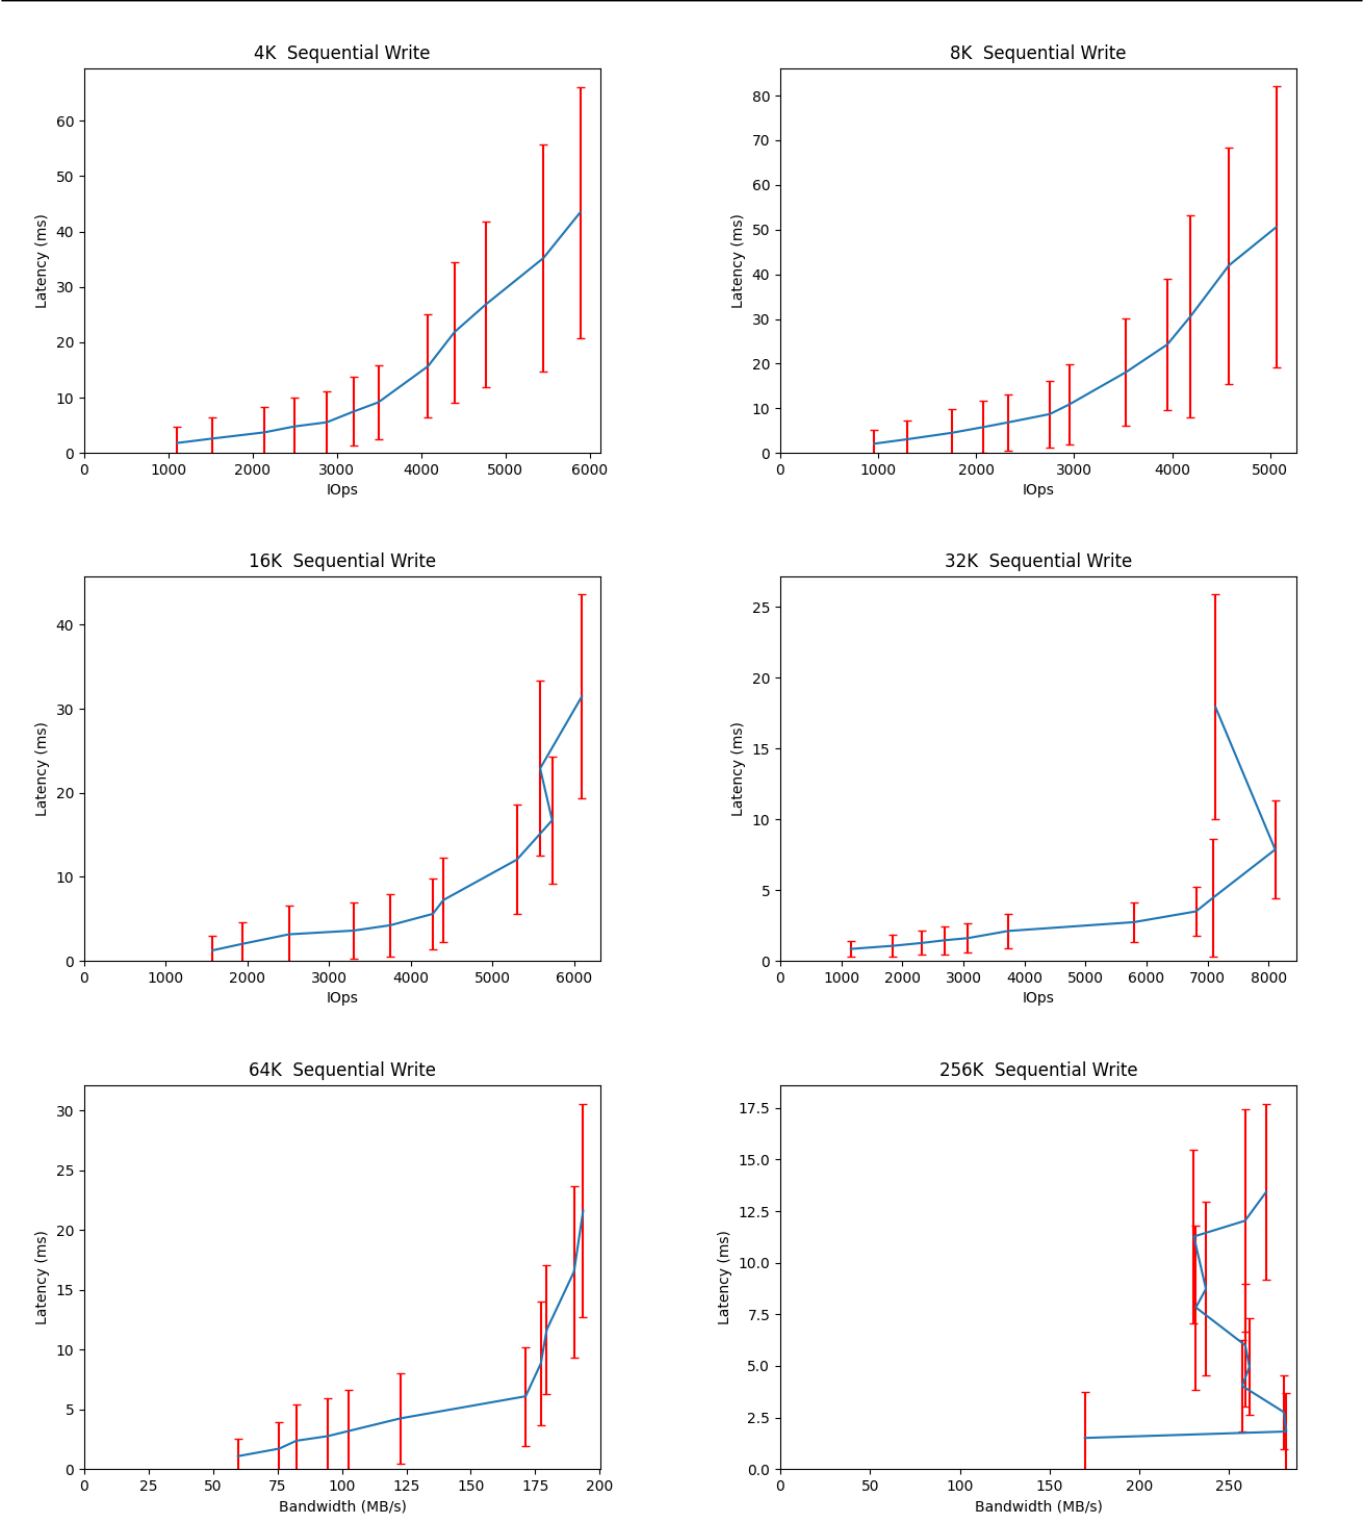 4K  Sequential Write
60
50
40
30
20
10
0
Latency (ms)
0 1000 2000 3000 4000 5000 6000
IOps
8K  Sequential Write
80
70
60
50
40
30
20
10
0
Latency (ms)
0 1000 2000 3000 4000 5000
IOps
16K  Sequential Write
40
30
20
10
0
Latency (ms)
0 1000 2000 3000 4000 5000 6000
IOps
32K  Sequential Write
25
20
15
10
5
0
Latency (ms)
0 1000 2000 3000 4000 5000 6000 7000 8000
IOps
64K  Sequential Write
30
25
20
15
10
5
0
Latency (ms)
0 25 50 75 100 125 150 175 200
Bandwidth (MB/s)
256K  Sequential Write
17.5
15.0
12.5
10.0
7.5
5.0
2.5
0.0
Latency (ms)
0 50 100 150 200 250
Bandwidth (MB/s)